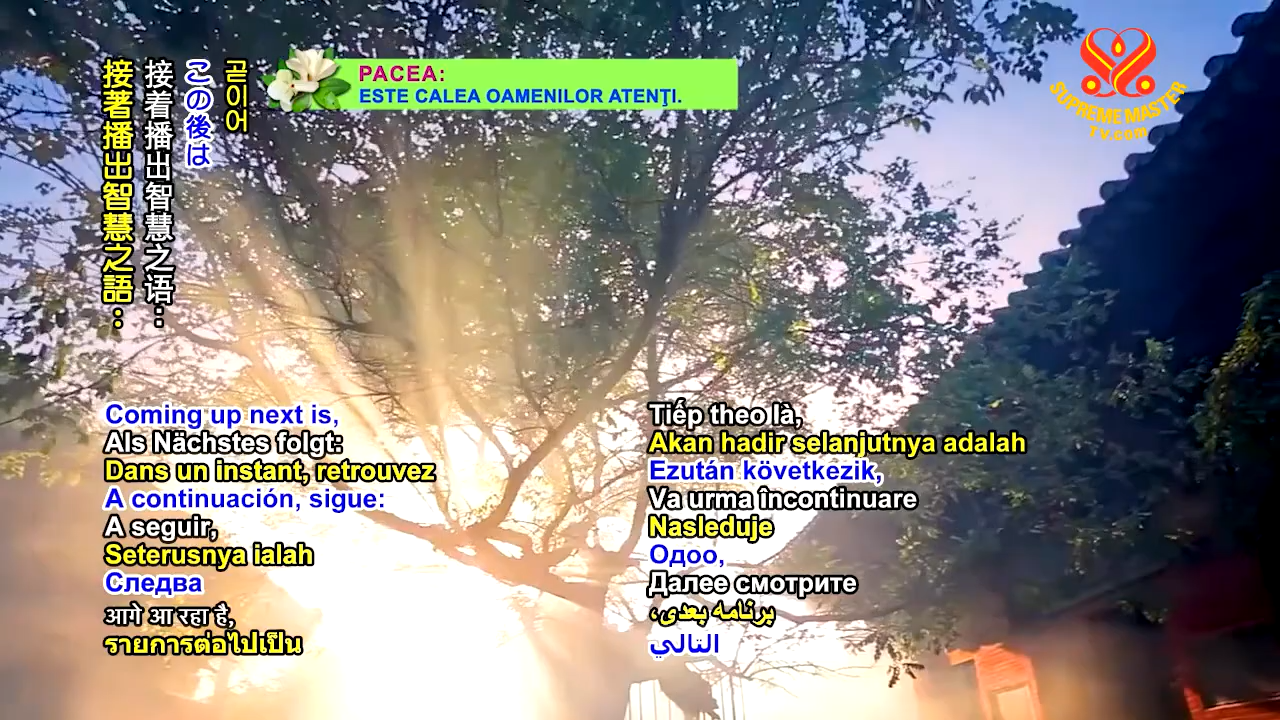 곧이어
この後は
接着播出智慧之语：
接著播出智慧之語：
PACEA:
ESTE CALEA OAMENILOR ATENŢI.
SUPREME MASTER
TV.com
Coming up next is,
Als Nächstes folgt:
Dans un instant, retrouvez
A continuación, sigue:
A seguir,
Seterusnya ialah
Следва
आगे आ रहा है,
รายการต่อไปเป็น
Tiếp theo là,
Akan hadir selanjutnya adalah
Ezután következik,
Va urma încontinuare
Nasleduje
Одоо,
Далее смотрите
برنامه بعدی،
التالي